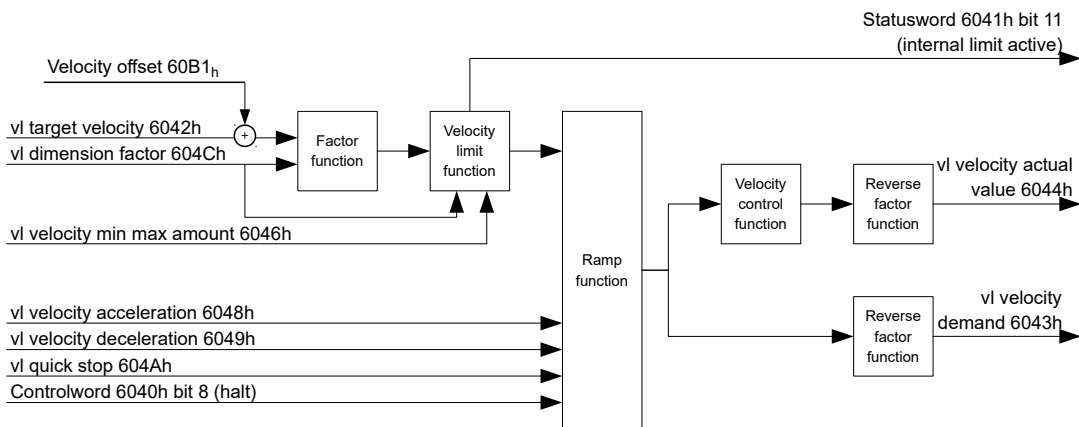 Statusword 6041h bit 11
(internal limit active)
Velocity offset 60B1h
vl target velocity 6042h
+
vl dimension factor 604Ch
Factor
function
Velocity
limit
function
vl velocity min max amount 6046h
Ramp
function
Velocity
control
function
Reverse
factor
function
vl velocity actual
value 6044h
vl velocity acceleration 6048h
vl velocity deceleration 6049h
vl quick stop 604Ah
Controlword 6040h bit 8 (halt)
Reverse
factor
function
vl velocity
demand 6043h